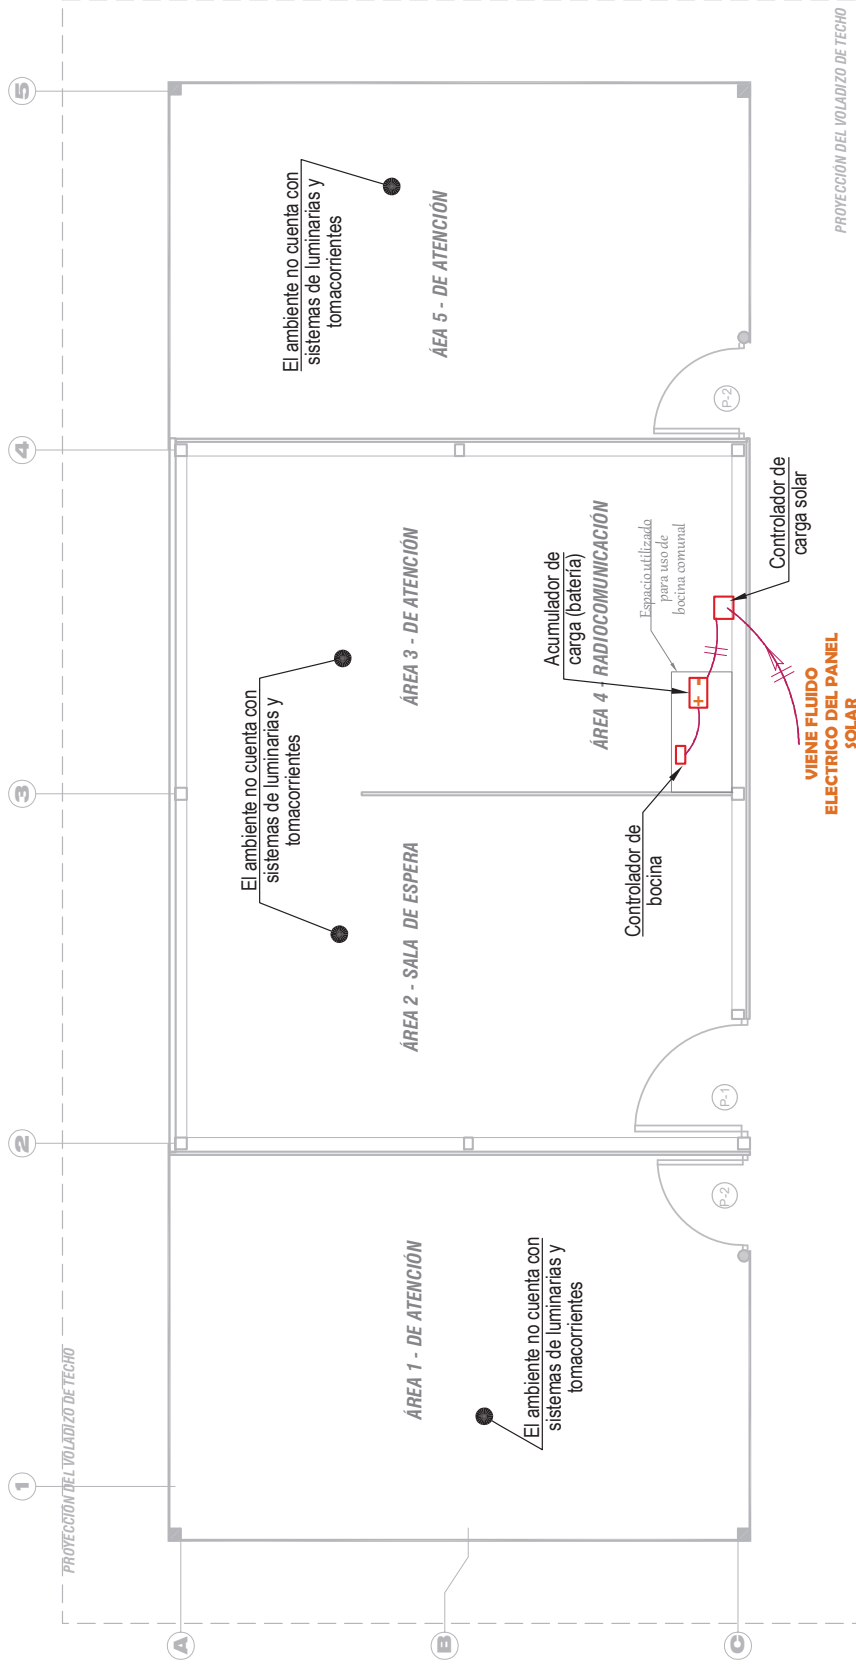 PROYECCIÓN DEL VOLADIZO DE TECHO
1
2
3
4
5
A
B
C
El ambiente no cuenta con
sistemas de luminarias y
tomacorrientes
ÁREA 1 - DE ATENCIÓN
P-2
El ambiente no cuenta con
sistemas de luminarias y
tomacorrientes
ÁREA 2 - SALA DE ESPERA
P-1
ÁREA 3 - DE ATENCIÓN
Controlador de
bocina
Acumulador de
carga (batería)
ÁREA 4 - RADIOCOMUNICACIÓN
Espacio utilizado
para uso de
bocina comunal
+ -
Controlador de
carga solar
VIENE FLUIDO
ELECTRICO DEL PANEL
SOLAR
El ambiente no cuenta con
sistemas de luminarias y
tomacorrientes
ÁEA 5 - DE ATENCIÓN
P-2
PROYECCIÓN DEL VOLADIZO DE TECHO